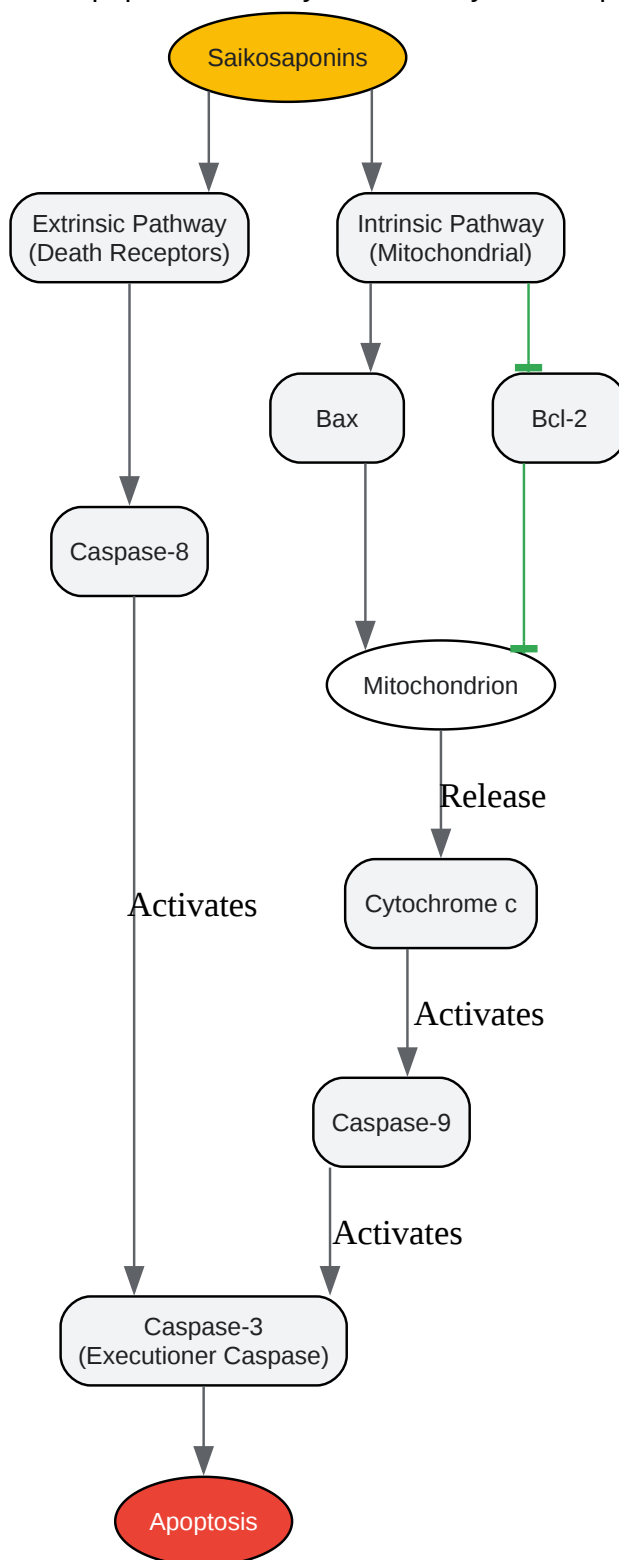 Saikosaponins
Extrinsic Pathway
(Death Receptors)
Intrinsic Pathway
(Mitochondrial)
Bax
Bcl-2
Caspase-8
Mitochondrion
Release
Activates
Cytochrome c
Activates
Caspase-9
Activates
Caspase-3
(Executioner Caspase)
Apoptosis